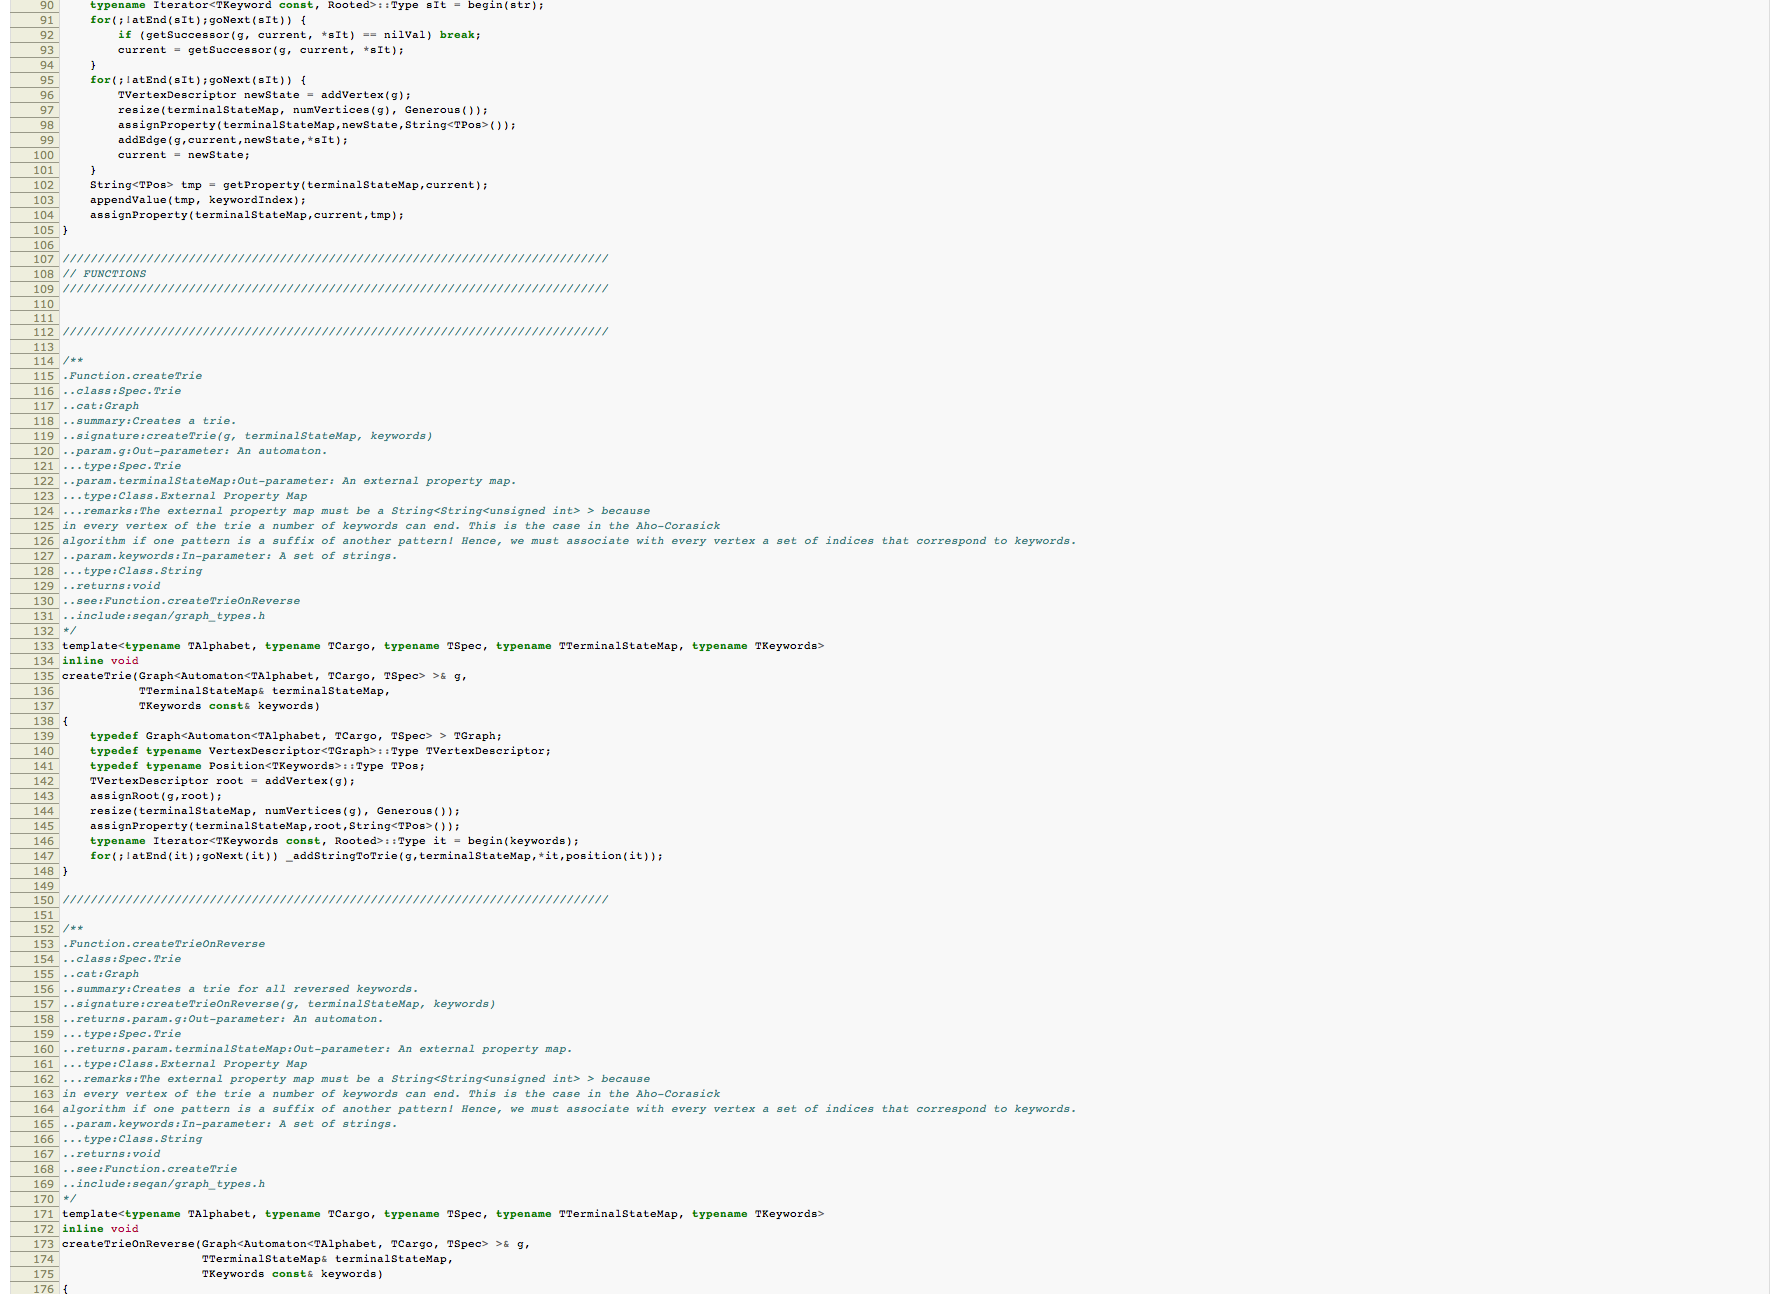 90     typename Iterator<TKeyword const, Rooted>::Type sIt = begin(str);
91     for(;!atEnd(sIt);goNext(sIt)) {
92         if (getSuccessor(g, current, *sIt) == nilVal) break;
93         current = getSuccessor(g, current, *sIt);
94     }
95     for(;!atEnd(sIt);goNext(sIt)) {
96         TVertexDescriptor newState = addVertex(g);
97         resize(terminalStateMap, numVertices(g), Generous());
98         assignProperty(terminalStateMap,newState,String<TPos>());
99         addEdge(g,current,newState,*sIt);
100         current = newState;
101     }
102     String<TPos> tmp = getProperty(terminalStateMap,current);
103     appendValue(tmp, keywordIndex);
104     assignProperty(terminalStateMap,current,tmp);
105 }
106
107 //////////////////////////////////////////////////////////////////////////////
108 // FUNCTIONS
109 //////////////////////////////////////////////////////////////////////////////
110
111
112 //////////////////////////////////////////////////////////////////////////////
113
114 /**
115 .Function.createTrie
116 ..class:Spec.Trie
117 ..cat:Graph
118 ..summary:Creates a trie.
119 ..signature:createTrie(g, terminalStateMap, keywords)
120 ..param.g:Out-parameter: An automaton.
121 ...type:Spec.Trie
122 ..param.terminalStateMap:Out-parameter: An external property map.
123 ...type:Class.External Property Map
124 ...remarks:The external property map must be a String<String<unsigned int> > because
125 in every vertex of the trie a number of keywords can end. This is the case in the Aho-Corasick
126 algorithm if one pattern is a suffix of another pattern! Hence, we must associate with every vertex a set of indices that correspond to keywords.
127 ..param.keywords:In-parameter: A set of strings.
128 ...type:Class.String
129 ..returns:void
130 ..see:Function.createTrieOnReverse
131 ..include:seqan/graph_types.h
132 */
133 template<typename TAlphabet, typename TCargo, typename TSpec, typename TTerminalStateMap, typename TKeywords>
134 inline void
135 createTrie(Graph<Automaton<TAlphabet, TCargo, TSpec> >& g,
136            TTerminalStateMap& terminalStateMap,
137            TKeywords const& keywords)
138 {
139     typedef Graph<Automaton<TAlphabet, TCargo, TSpec> > TGraph;
140     typedef typename VertexDescriptor<TGraph>::Type TVertexDescriptor;
141     typedef typename Position<TKeywords>::Type TPos;
142     TVertexDescriptor root = addVertex(g);
143     assignRoot(g,root);
144     resize(terminalStateMap, numVertices(g), Generous());
145     assignProperty(terminalStateMap,root,String<TPos>());
146     typename Iterator<TKeywords const, Rooted>::Type it = begin(keywords);
147     for(;!atEnd(it);goNext(it)) _addStringToTrie(g,terminalStateMap,*it,position(it));
148 }
149
150 //////////////////////////////////////////////////////////////////////////////
151
152 /**
153 .Function.createTrieOnReverse
154 ..class:Spec.Trie
155 ..cat:Graph
156 ..summary:Creates a trie for all reversed keywords.
157 ..signature:createTrieOnReverse(g, terminalStateMap, keywords)
158 ..returns.param.g:Out-parameter: An automaton.
159 ...type:Spec.Trie
160 ..returns.param.terminalStateMap:Out-parameter: An external property map.
161 ...type:Class.External Property Map
162 ...remarks:The external property map must be a String<String<unsigned int> > because
163 in every vertex of the trie a number of keywords can end. This is the case in the Aho-Corasick
164 algorithm if one pattern is a suffix of another pattern! Hence, we must associate with every vertex a set of indices that correspond to keywords.
165 ..param.keywords:In-parameter: A set of strings.
166 ...type:Class.String
167 ..returns:void
168 ..see:Function.createTrie
169 ..include:seqan/graph_types.h
170 */
171 template<typename TAlphabet, typename TCargo, typename TSpec, typename TTerminalStateMap, typename TKeywords>
172 inline void
173 createTrieOnReverse(Graph<Automaton<TAlphabet, TCargo, TSpec> >& g,
174                     TTerminalStateMap& terminalStateMap,
175                     TKeywords const& keywords)
176 {